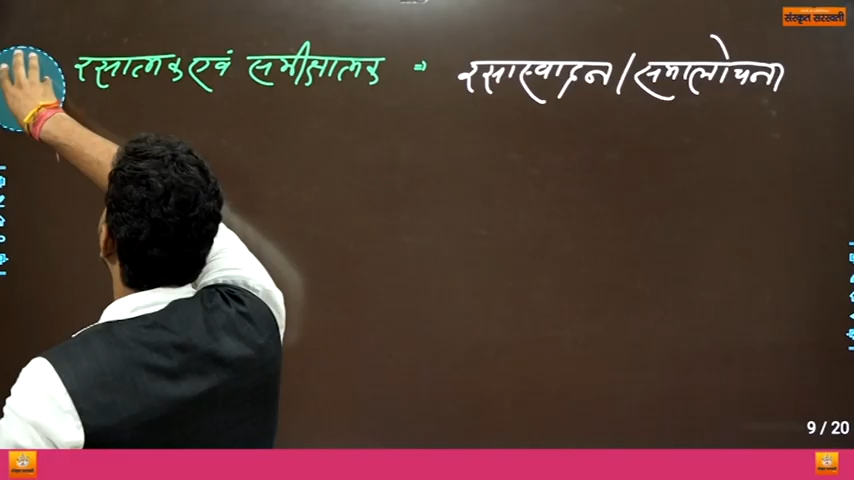 संस्कृत सरस्वती
रसात्मक एवं समीक्षात्मक ⇒ रसास्वादन / समालोचना
9 / 20